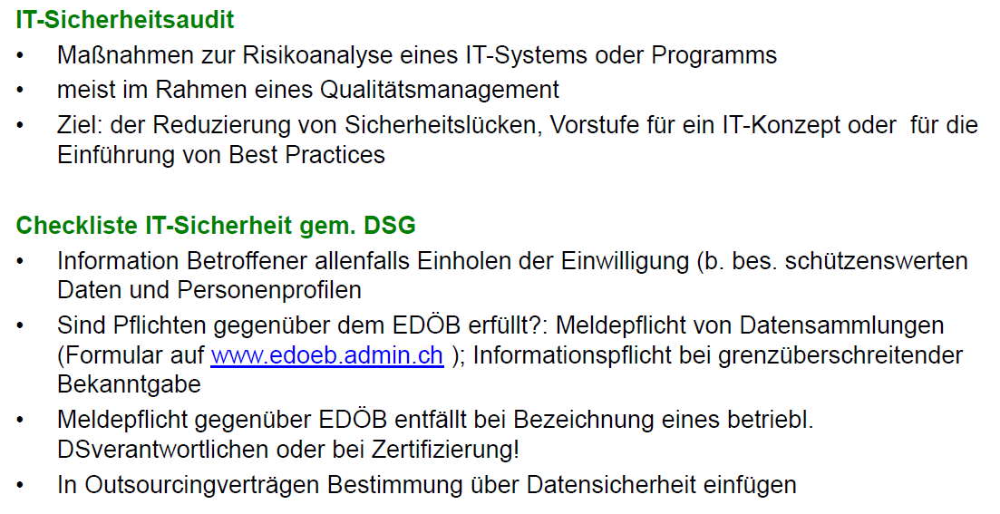 IT-Sicherheitsaudit
• Maßnahmen zur Risikoanalyse eines IT-Systems oder Programms
• meist im Rahmen eines Qualitätsmanagement
• Ziel: der Reduzierung von Sicherheitslücken, Vorstufe für ein IT-Konzept oder  für die
Einführung von Best Practices
Checkliste IT-Sicherheit gem. DSG
• Information Betroffener allenfalls Einholen der Einwilligung (b. bes. schützenswerten
Daten und Personenprofilen
• Sind Pflichten gegenüber dem EDÖB erfüllt?: Meldepflicht von Datensammlungen
(Formular auf www.edoeb.admin.ch ); Informationspflicht bei grenzüberschreitender
Bekanntgabe
• Meldepflicht gegenüber EDÖB entfällt bei Bezeichnung eines betriebl.
DSverantwortlichen oder bei Zertifizierung!
• In Outsourcingverträgen Bestimmung über Datensicherheit einfügen